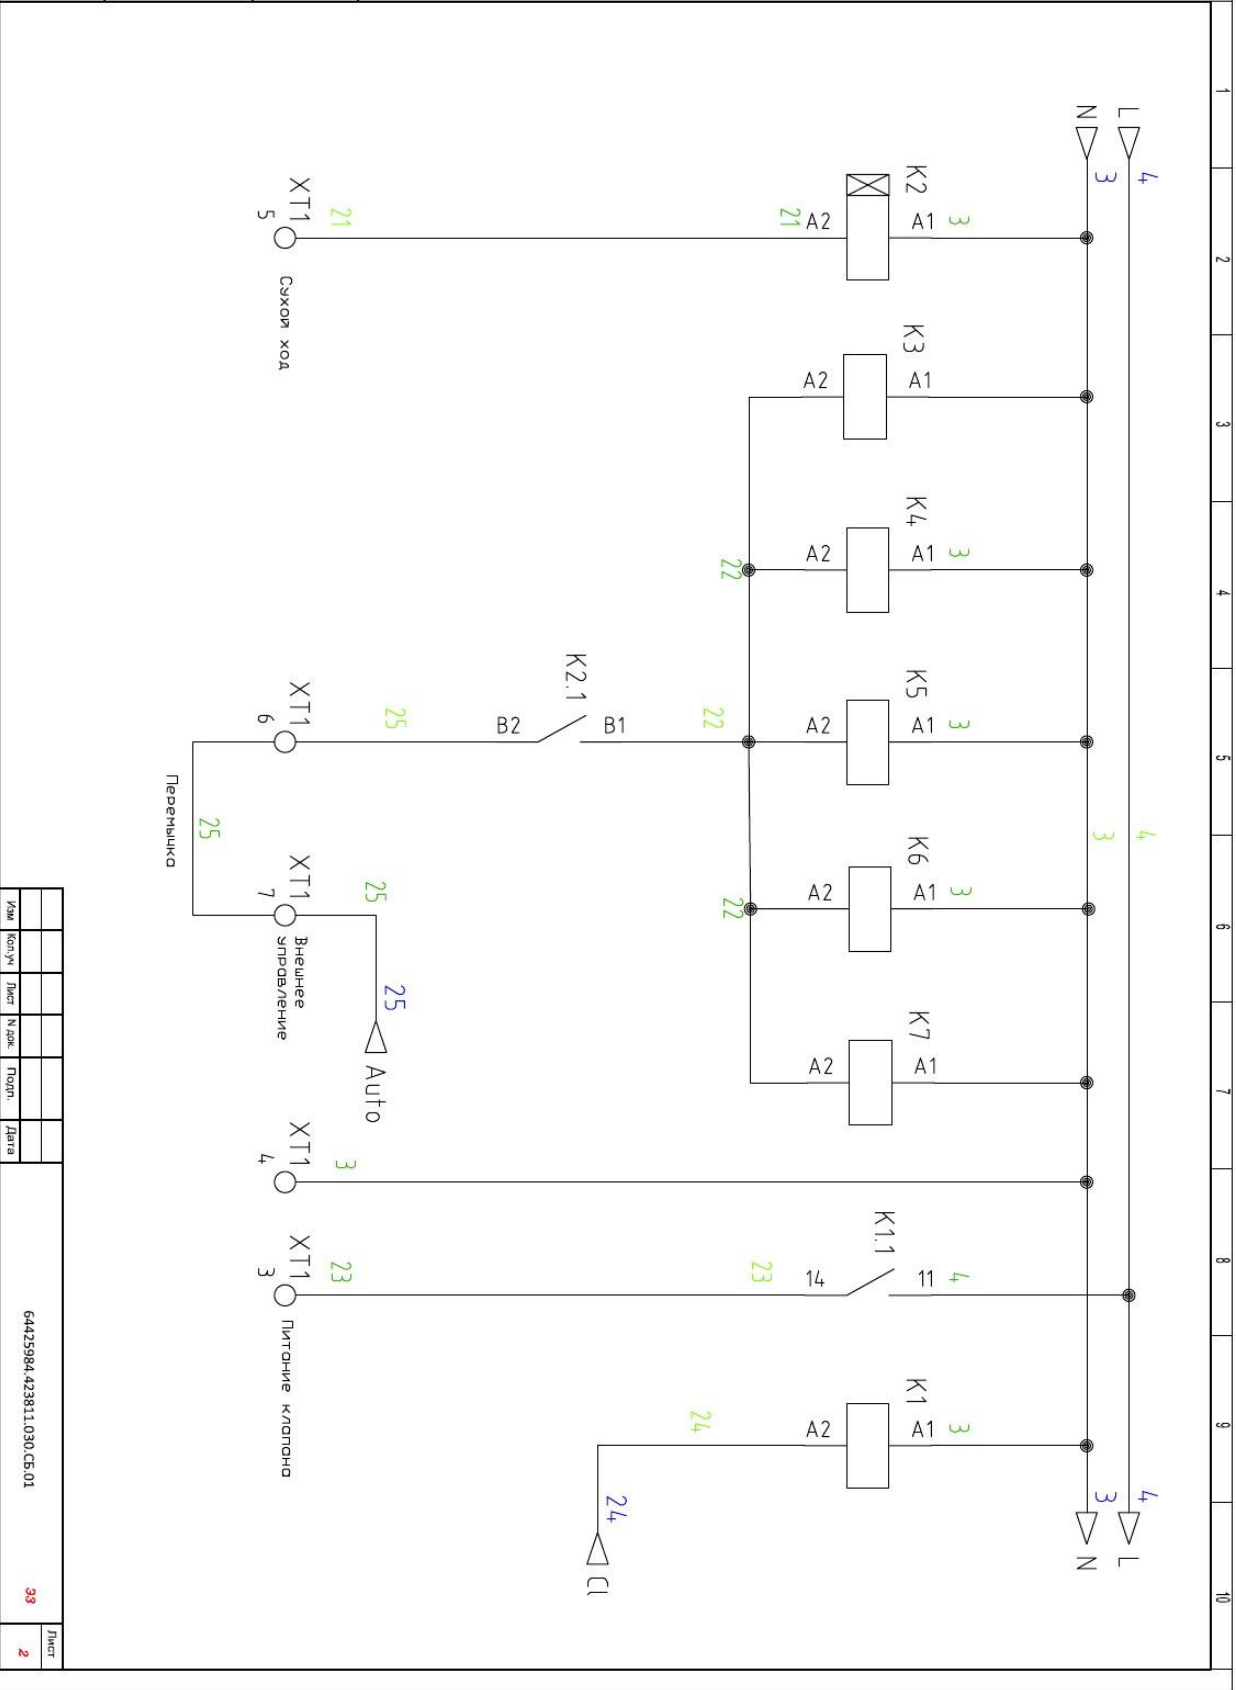 1
2
3
4
5
6
7
8
9
10
L
4
4
4
L
N
3
3
3
N
K2
A1
3
A2
21
K3
A1
A2
K4
A1
3
A2
22
K5
A1
3
A2
22
K6
A1
3
A2
22
K7
A1
A2
K1.1
11
4
14
23
K1
A1
3
A2
24
24
Cl
K2.1
B1
B2
25
21
XT1
5
Сухой ход
XT1
6
25
Перемычка
25
25
Auto
XT1
7
Внешнее
управление
3
XT1
4
23
XT1
3
Питание клапана
Изм
Кол.уч
Лист
N док.
Подп.
Дата
64425984.423811.030.СБ.01
ЭЗ
Лист
2